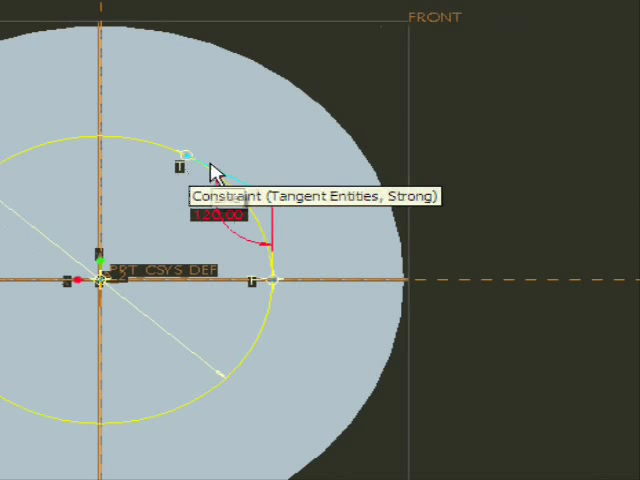 FRONT
T
Constraint (Tangent Entities, Strong)
120.00
PRT_CSYS_DEF
T